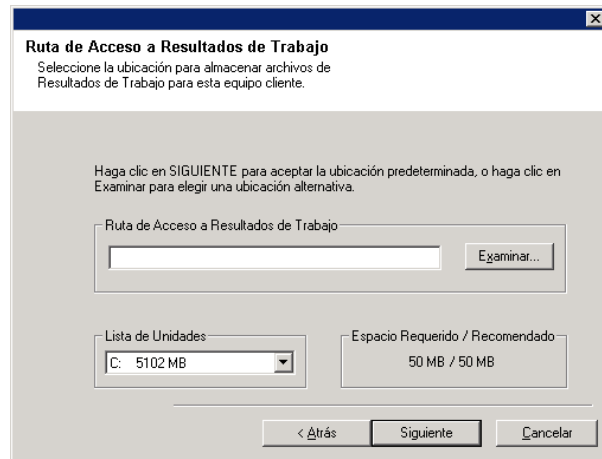 Ruta de Acceso a Resultados de Trabajo
Seleccione la ubicación para almacenar archivos de
Resultados de Trabajo para esta equipo cliente.
Haga clic en SIGUIENTE para aceptar la ubicación predeterminada, o haga clic en
Examinar para elegir una ubicación alternativa.
Ruta de Acceso a Resultados de Trabajo
Examinar...
Lista de Unidades
C: 5102 MB
Espacio Requerido / Recomendado
50 MB / 50 MB
< Atrás
Siguiente
Cancelar